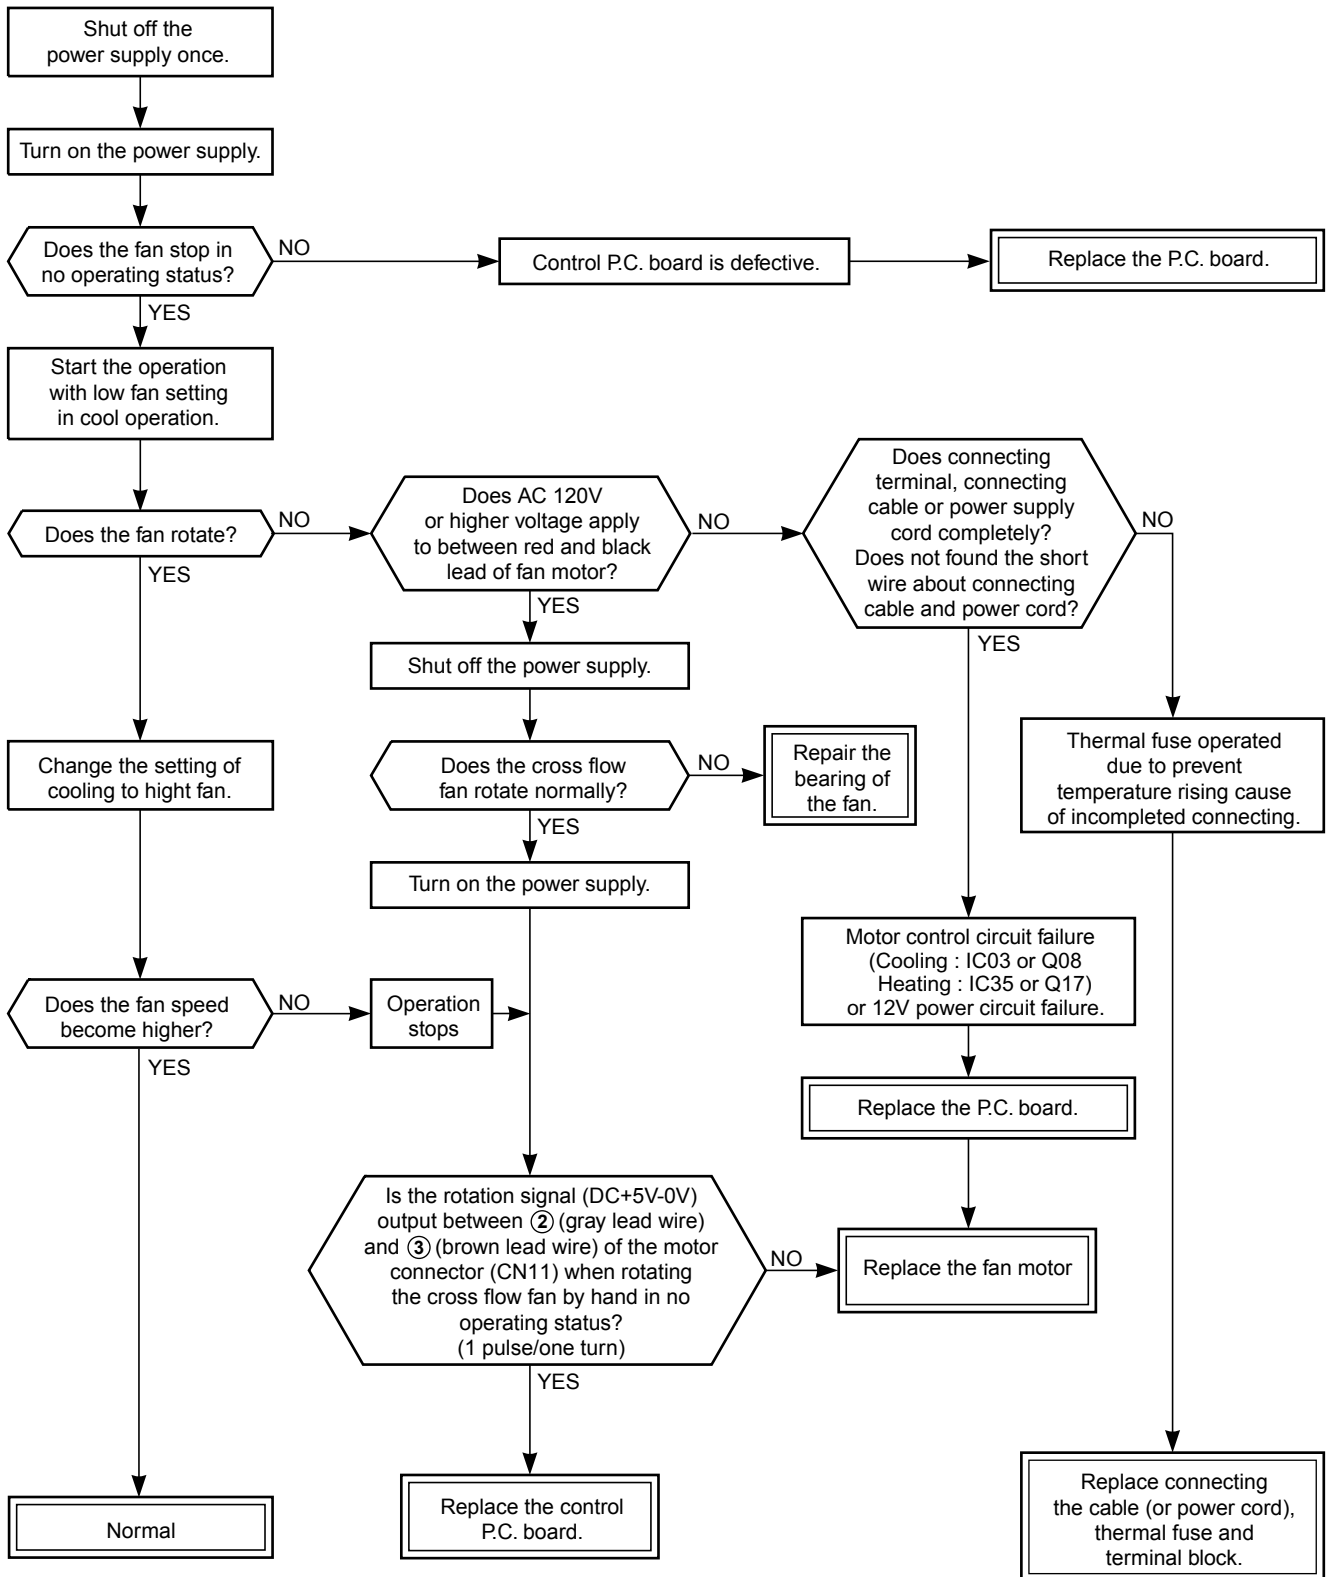 Shut off the
power supply once.
Turn on the power supply.
Does the fan stop in
no operating status?
NO
Control P.C. board is defective.
Replace the P.C. board.
YES
Start the operation
with low fan setting
in cool operation.
Does the fan rotate?
NO
Does AC 120V
or higher voltage apply
to between red and black
lead of fan motor?
NO
Does connecting
terminal, connecting
cable or power supply
cord completely?
Does not found the short
wire about connecting
cable and power cord?
NO
YES
YES
YES
Shut off the power supply.
Change the setting of
cooling to hight fan.
Does the cross flow
fan rotate normally?
NO
Repair the
bearing of
the fan.
Thermal fuse operated
due to prevent
temperature rising cause
of incompleted connecting.
YES
Turn on the power supply.
Motor control circuit failure
(Cooling : IC03 or Q08
Heating : IC35 or Q17)
or 12V power circuit failure.
Does the fan speed
become higher?
NO
Operation
stops
YES
Replace the P.C. board.
Is the rotation signal (DC+5V-0V)
output between ② (gray lead wire)
and ③ (brown lead wire) of the motor
connector (CN11) when rotating
the cross flow fan by hand in no
operating status?
(1 pulse/one turn)
NO
Replace the fan motor
YES
Normal
Replace the control
P.C. board.
Replace connecting
the cable (or power cord),
thermal fuse and
terminal block.